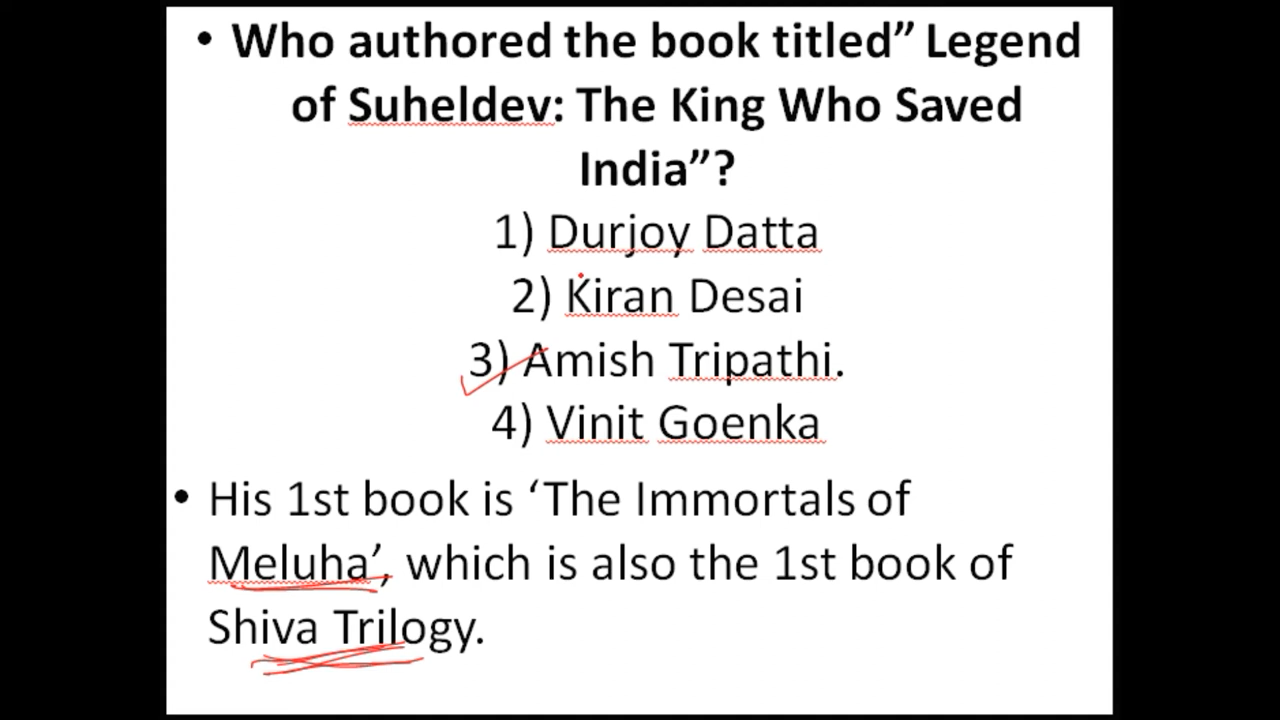 • Who authored the book titled” Legend
of Suheldev: The King Who Saved
India”?
1) Durjoy Datta
2) Kiran Desai
3) Amish Tripathi.
4) Vinit Goenka
• His 1st book is ‘The Immortals of
Meluha’, which is also the 1st book of
Shiva Trilogy.